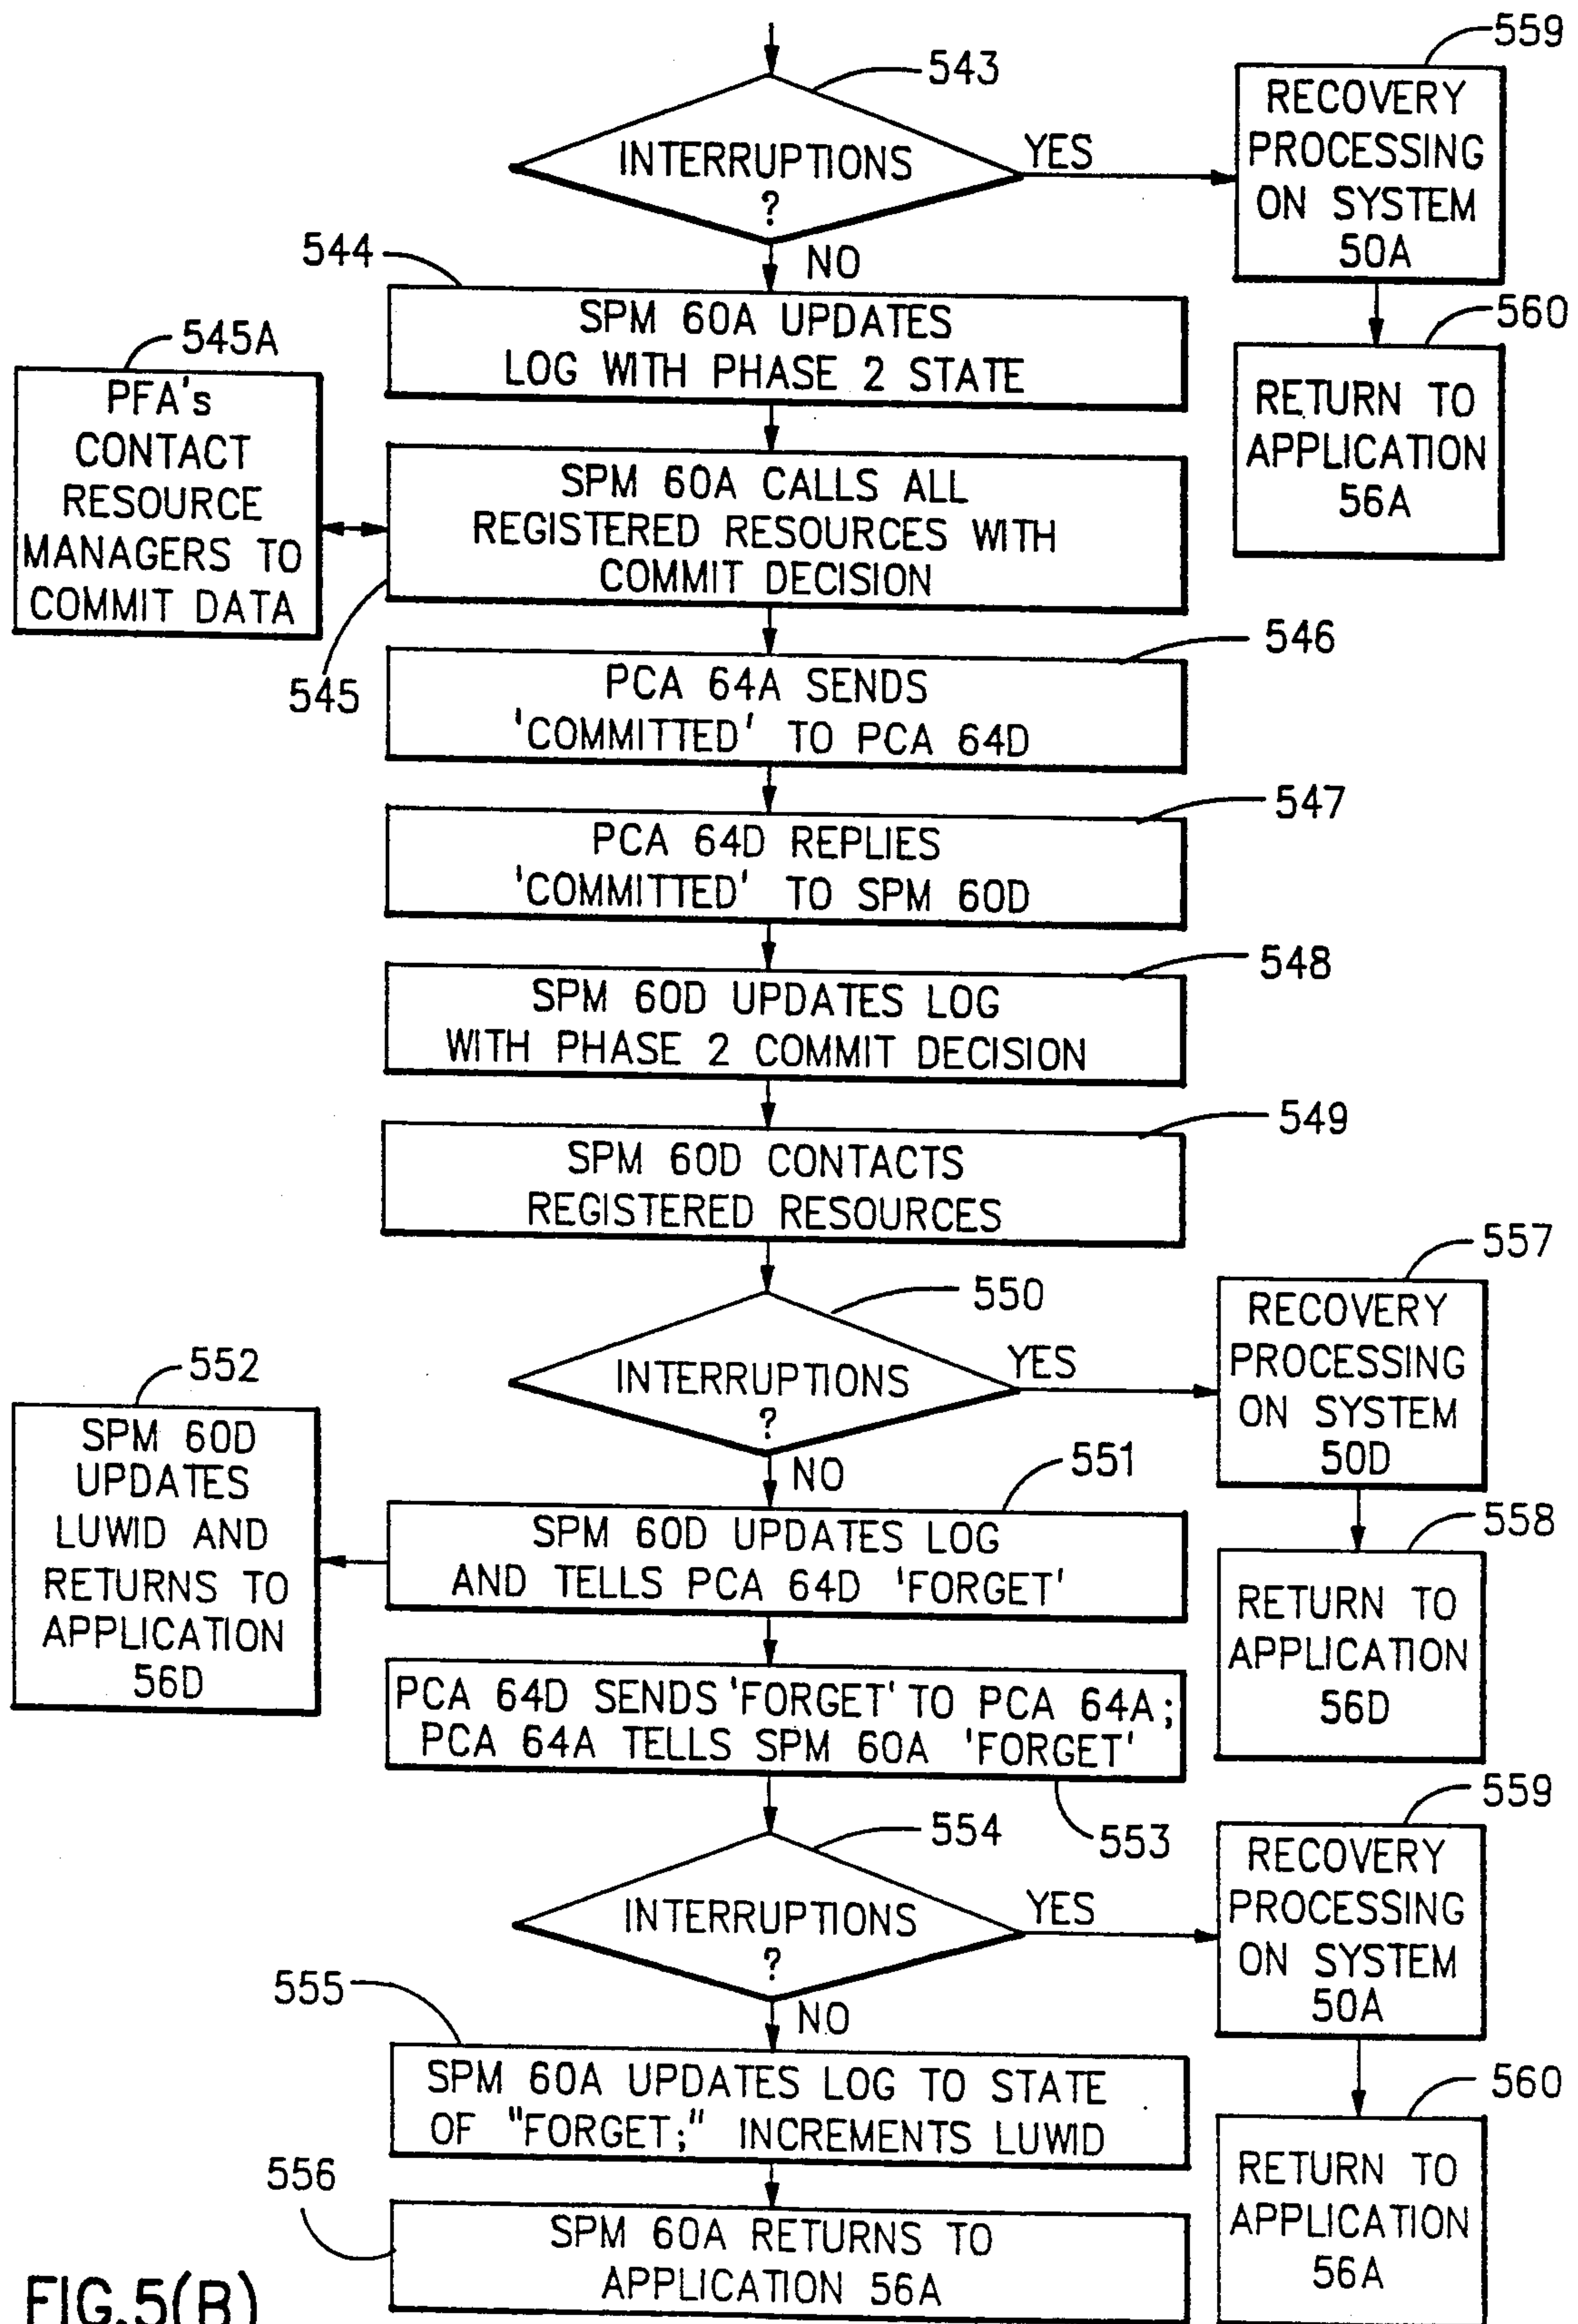 543
INTERRUPTIONS
?
YES
NO
559
RECOVERY
PROCESSING
ON SYSTEM
50A
560
RETURN TO
APPLICATION
56A
544
SPM 60A UPDATES
LOG WITH PHASE 2 STATE
545A
PFA's
CONTACT
RESOURCE
MANAGERS TO
COMMIT DATA
545
SPM 60A CALLS ALL
REGISTERED RESOURCES WITH
COMMIT DECISION
546
PCA 64A SENDS
'COMMITTED' TO PCA 64D
547
PCA 64D REPLIES
'COMMITTED' TO SPM 60D
548
SPM 60D UPDATES LOG
WITH PHASE 2 COMMIT DECISION
549
SPM 60D CONTACTS
REGISTERED RESOURCES
550
INTERRUPTIONS
?
YES
NO
557
RECOVERY
PROCESSING
ON SYSTEM
50D
558
RETURN TO
APPLICATION
56D
551
SPM 60D UPDATES LOG
AND TELLS PCA 64D 'FORGET'
552
SPM 60D
UPDATES
LUWID AND
RETURNS TO
APPLICATION
56D
PCA 64D SENDS 'FORGET' TO PCA 64A;
PCA 64A TELLS SPM 60A 'FORGET'
553
554
INTERRUPTIONS
?
YES
NO
559
RECOVERY
PROCESSING
ON SYSTEM
50A
560
RETURN TO
APPLICATION
56A
555
SPM 60A UPDATES LOG TO STATE
OF "FORGET;" INCREMENTS LUWID
556
SPM 60A RETURNS TO
APPLICATION 56A
FIG.5(B)